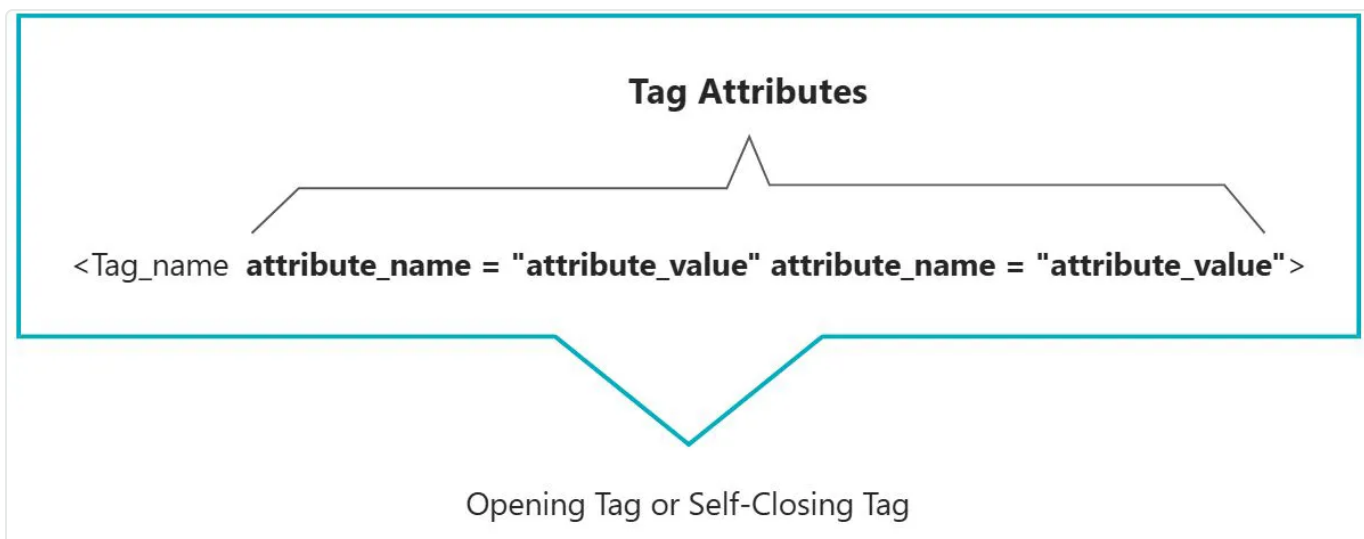 Tag Attributes
<Tag_name attribute_name = "attribute_value" attribute_name = "attribute_value">
Opening Tag or Self-Closing Tag